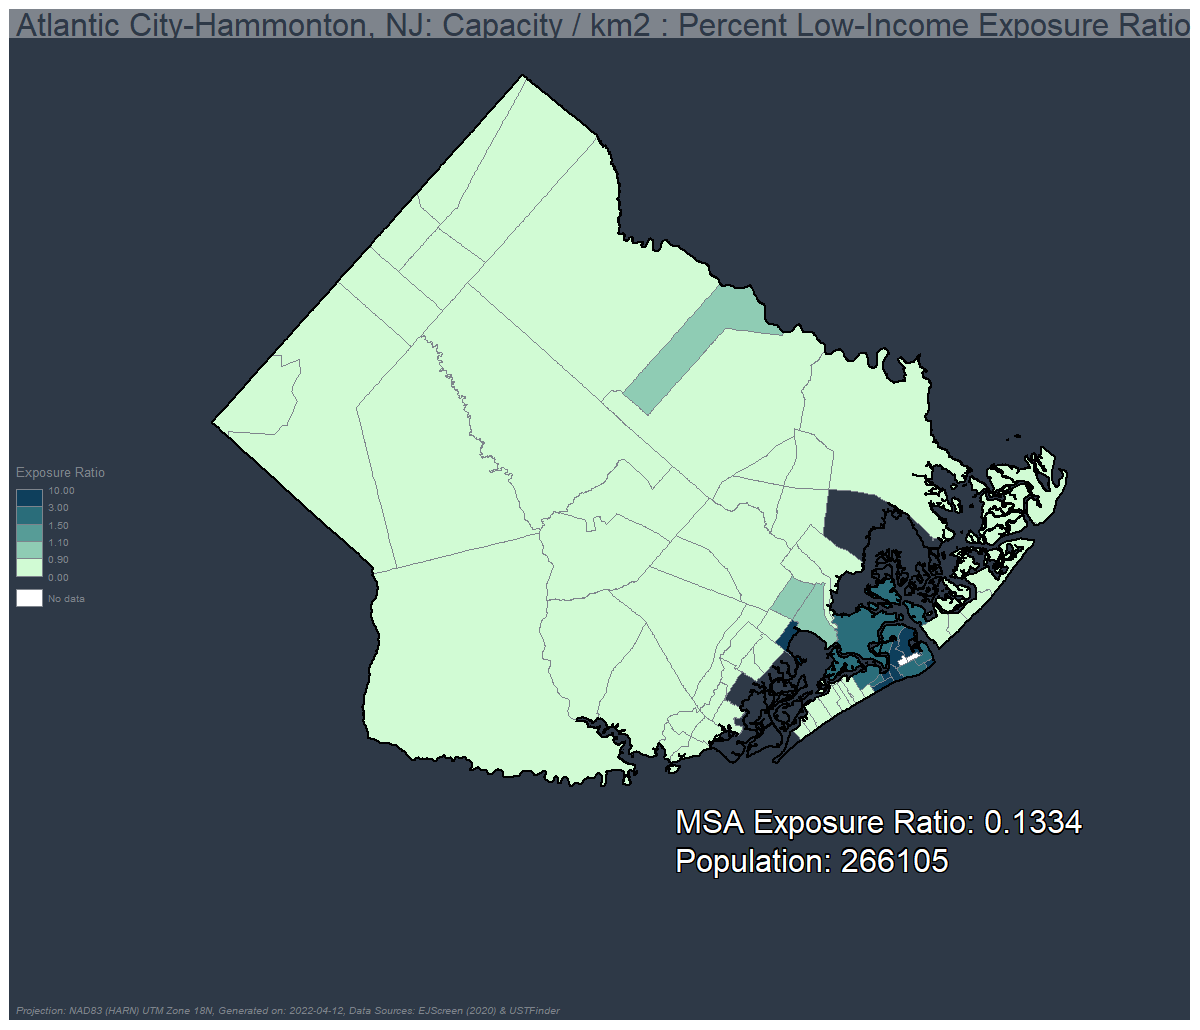 Atlantic City-Hammonton, NJ: Capacity / km2 : Percent Low-Income Exposure Ratio
Exposure Ratio
10.00
3.00
1.50
1.10
0.90
0.00
No data
MSA Exposure Ratio: 0.1334
Population: 266105
Projection: NAD83 (HARN) UTM Zone 18N, Generated on: 2022-04-12, Data Sources: EJScreen (2020) & USTFinder